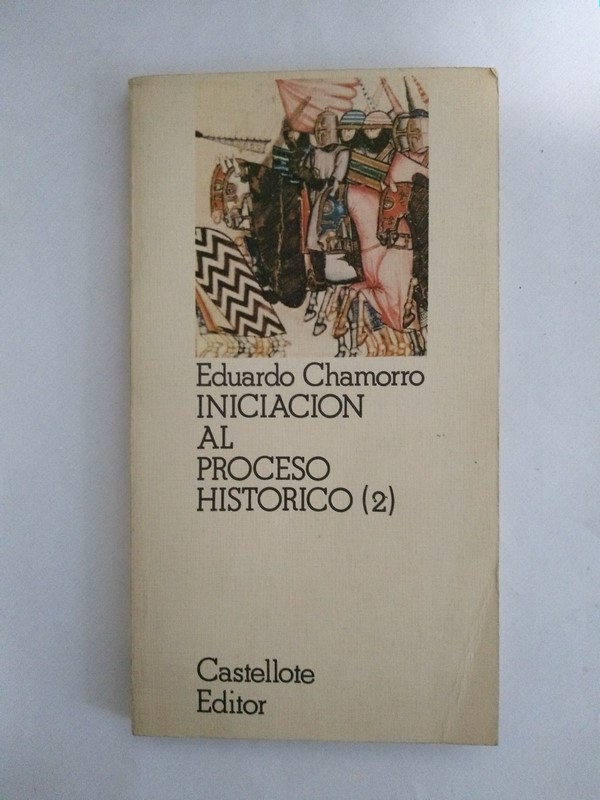 Eduardo Chamorro
INICIACION
AL
PROCESO
HISTORICO (2)
Castellote
Editor